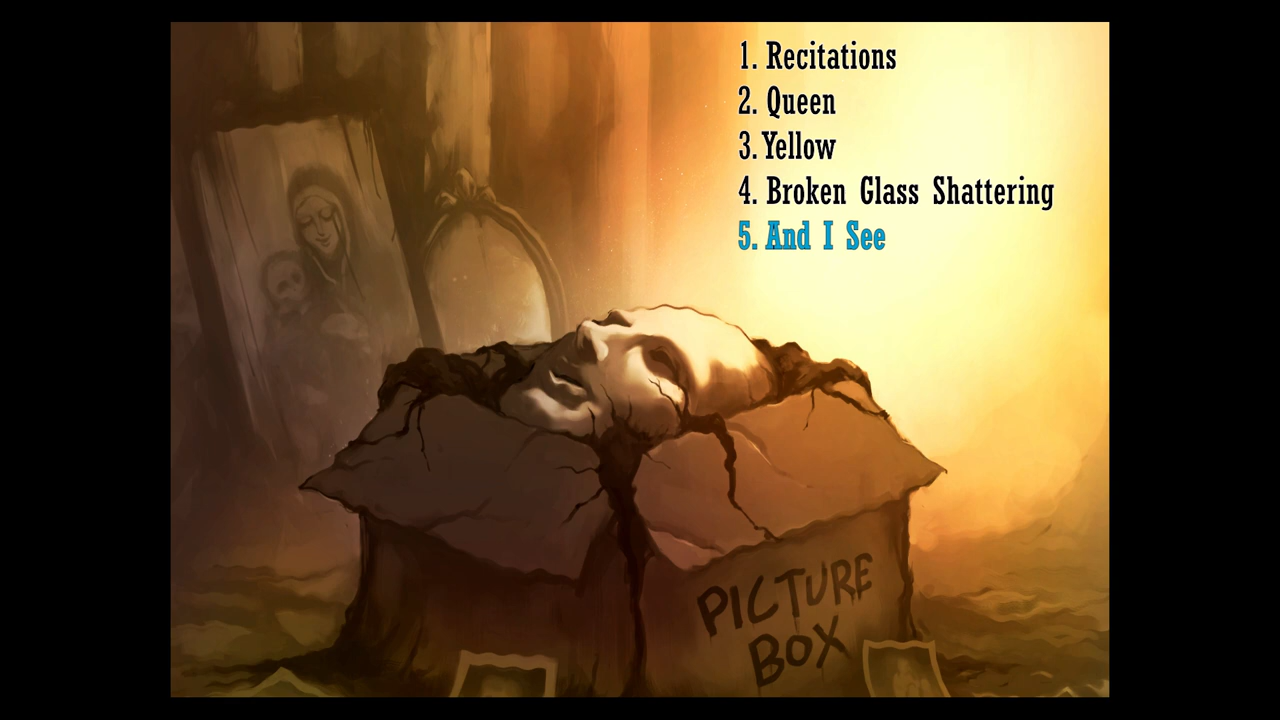 1. Recitations
2. Queen
3. Yellow
4. Broken Glass Shattering
5. And I See
PICTURE
BOX